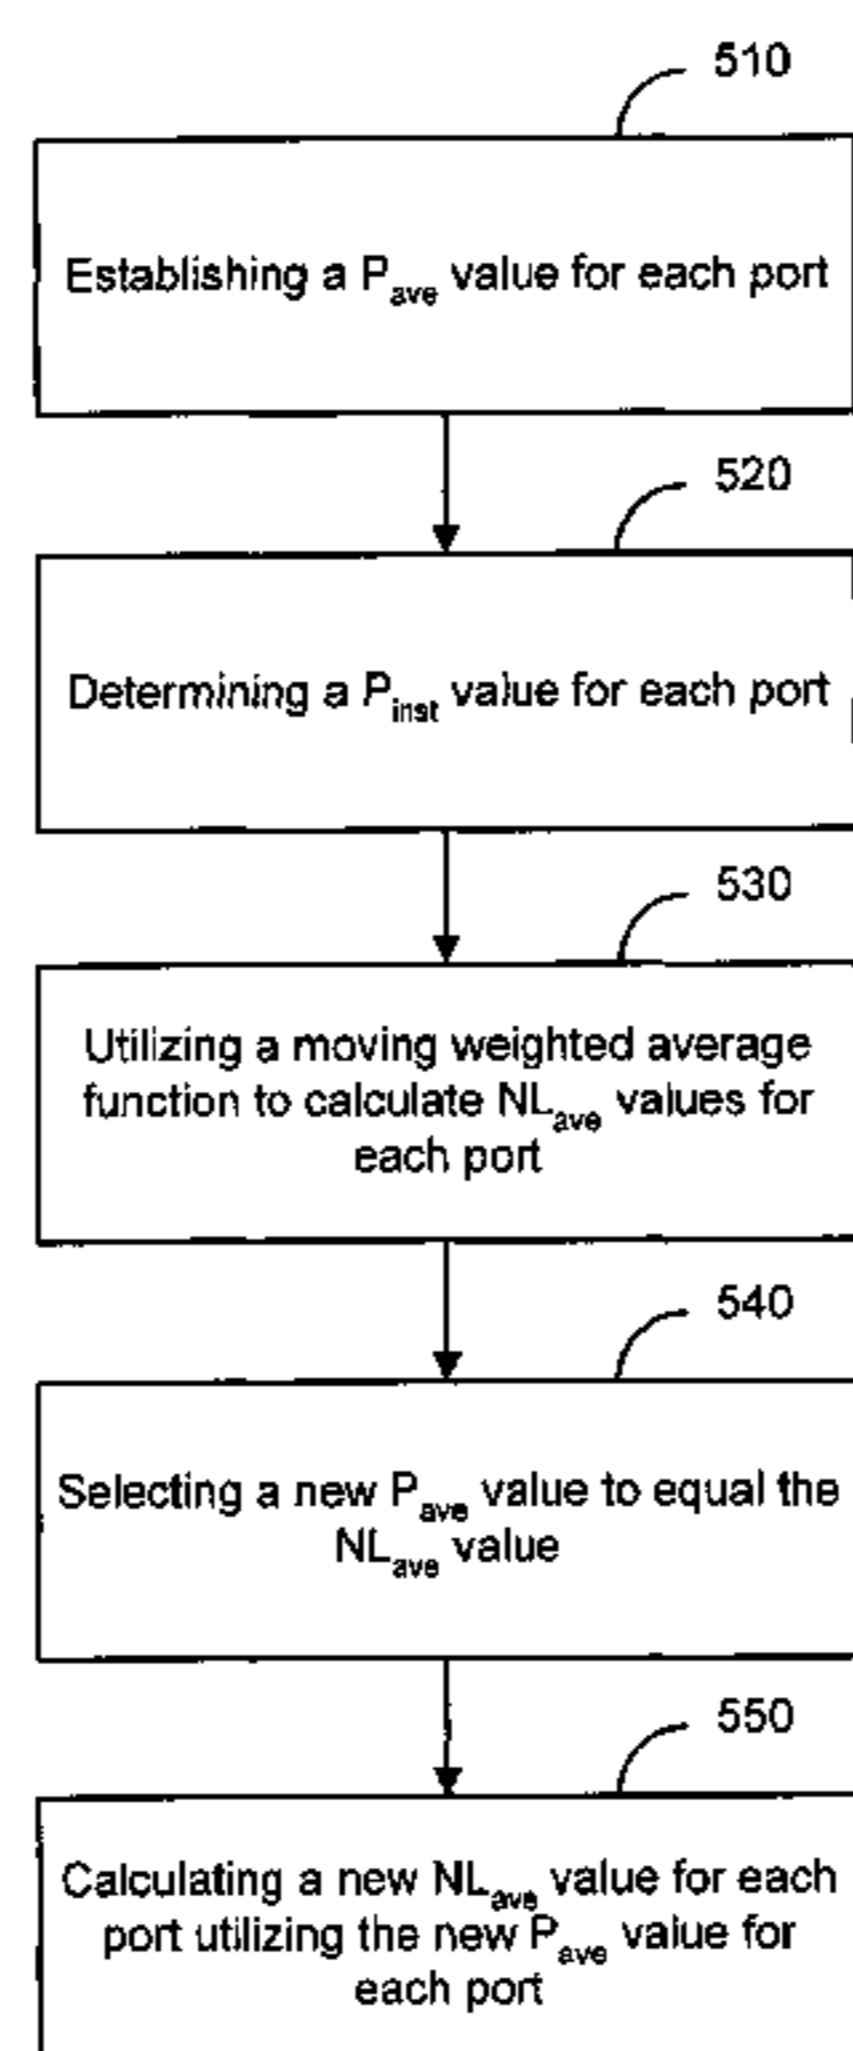 510
Establishing a Pave value for each port
520
Determining a Pinst value for each port
530
Utilizing a moving weighted average
function to calculate NLave values for
each port
540
Selecting a new Pave value to equal the
NLave value
550
Calculating a new NLave value for each
port utilizing the new Pave value for
each port